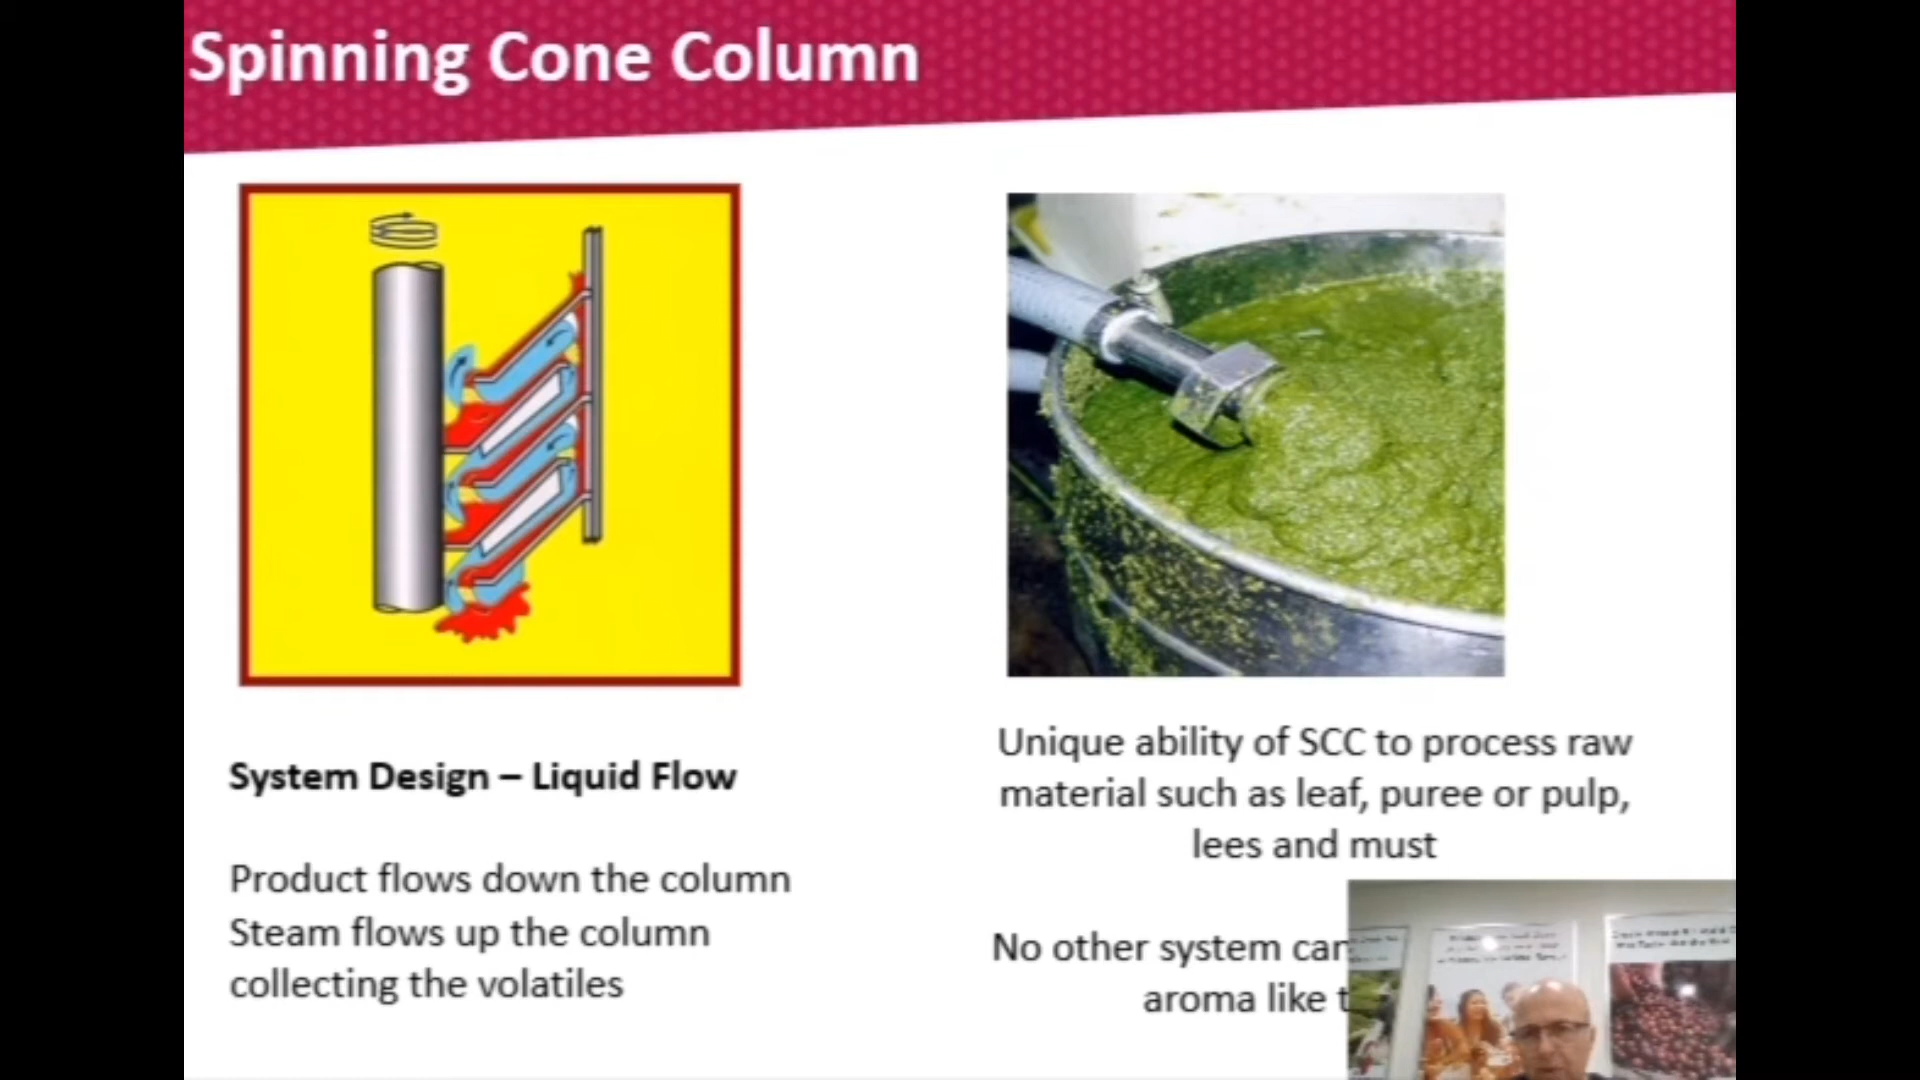 Spinning Cone Column
System Design – Liquid Flow
Product flows down the column
Steam flows up the column
collecting the volatiles
Unique ability of SCC to process raw
material such as leaf, puree or pulp,
lees and must
No other system can
aroma like